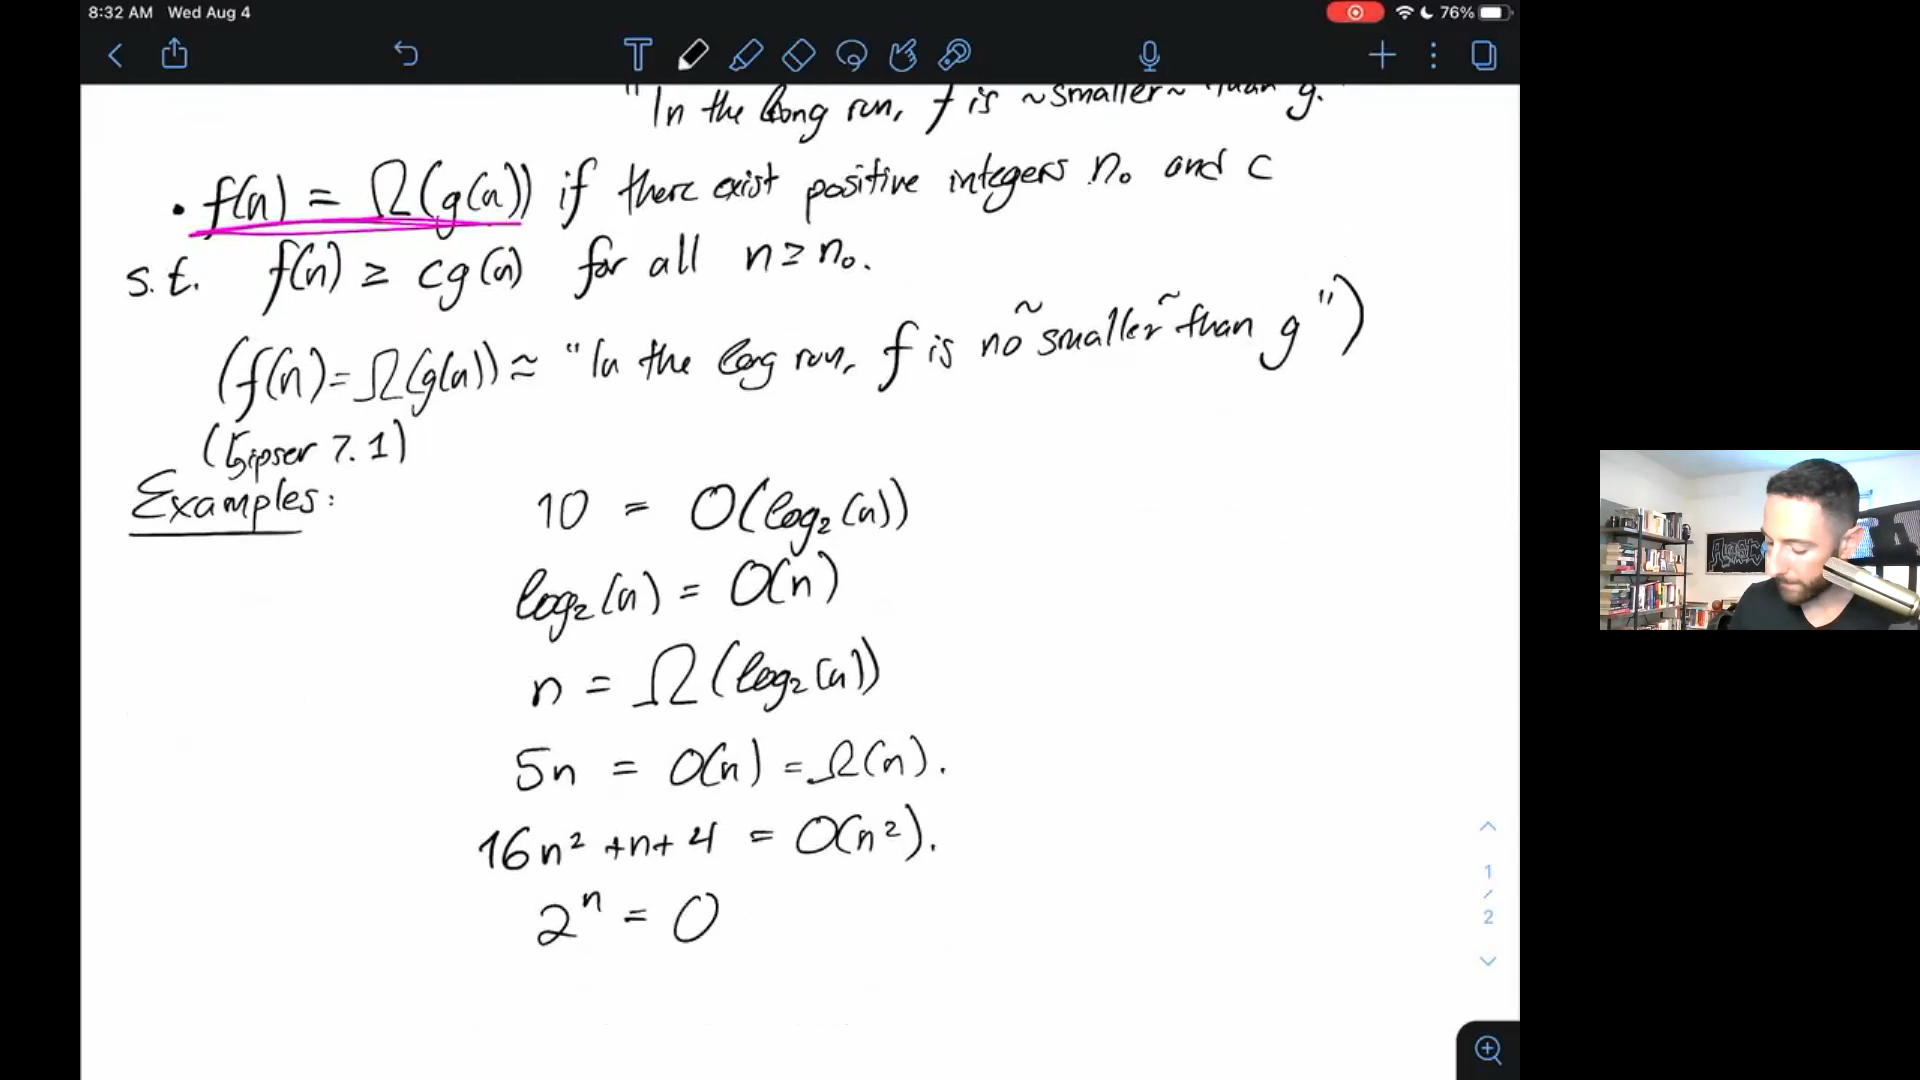 8:32 AM Wed Aug 4
76%
"In the long run, f is ~smaller~ than g."
• f(n) = Ω(g(n)) if there exist positive integers n₀ and c
s.t. f(n) ≥ cg(n) for all n ≥ n₀.
(f(n) = Ω(g(n)) ≈ "In the long run, f is no ~smaller~ than g")
(Sipser 7.1)
Examples:
10 = O(log₂(n))
log₂(n) = O(n)
n = Ω(log₂(n))
5n = O(n) = Ω(n).
16n² + n + 4 = O(n²).
2ⁿ = O
1
/
2